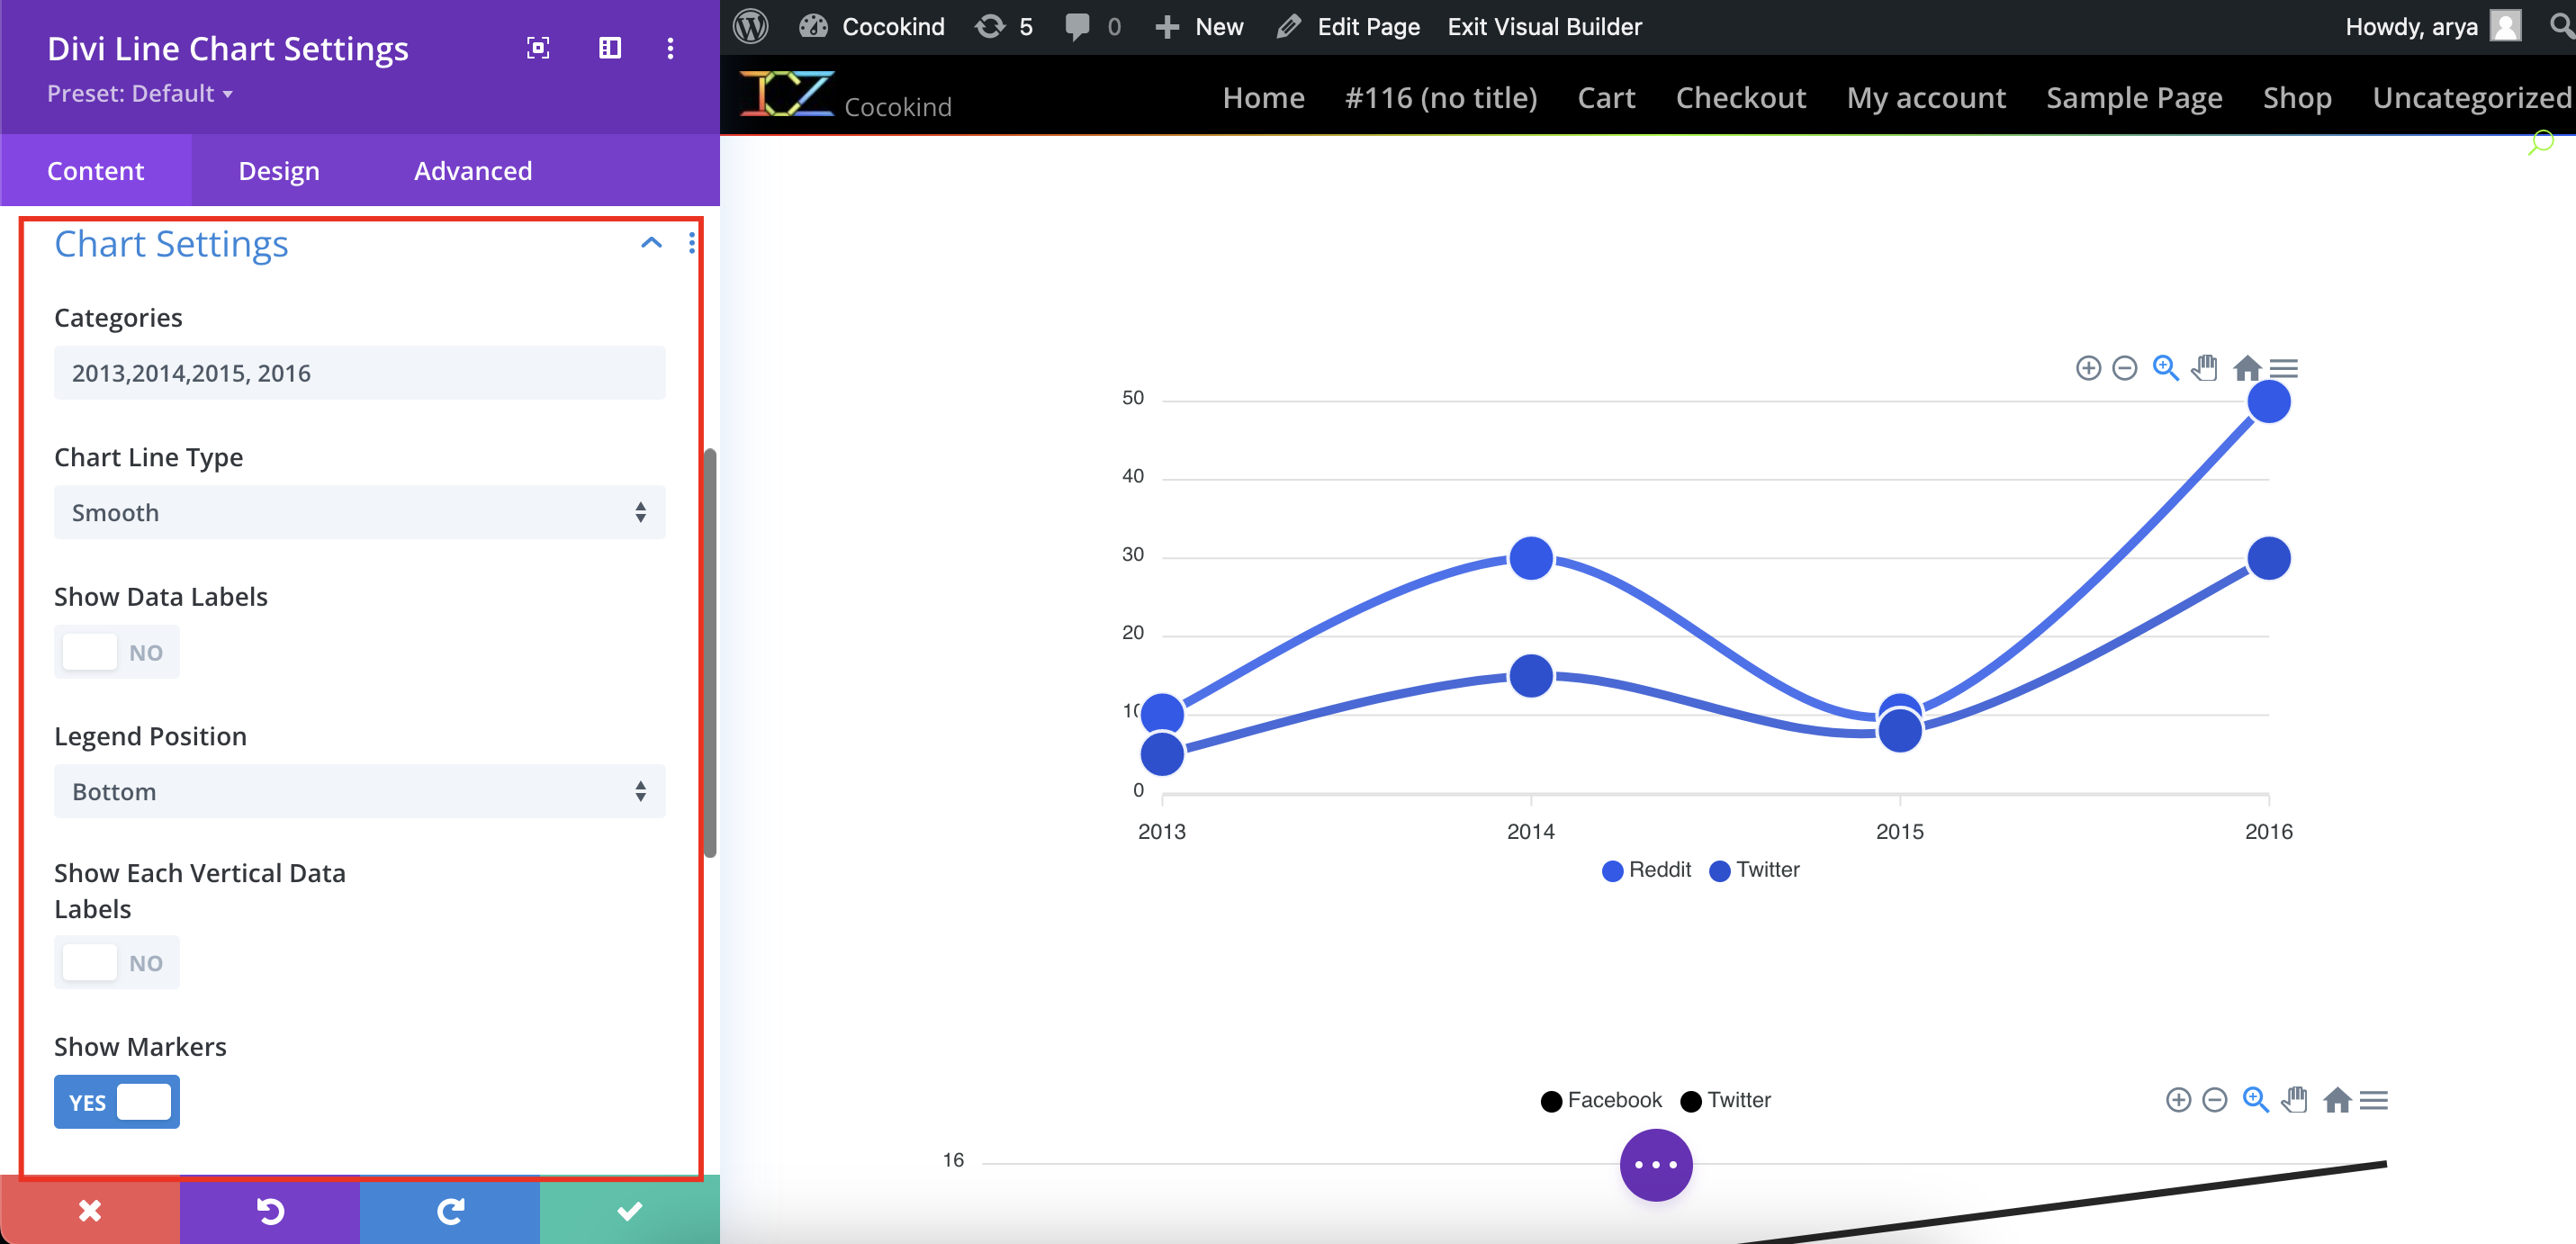 Divi Line Chart Settings
Preset: Default
Content Design Advanced
Chart Settings
Categories
2013,2014,2015, 2016
Chart Line Type
Smooth
Show Data Labels
NO
Legend Position
Bottom
Show Each Vertical Data
Labels
NO
Show Markers
YES
Cocokind 5 0 New Edit Page Exit Visual Builder Howdy, arya
ICZ Cocokind Home #116 (no title) Cart Checkout My account Sample Page Shop Uncategorized
50
40
30
20
10
0
2013 2014 2015 2016
Reddit Twitter
Facebook Twitter
16